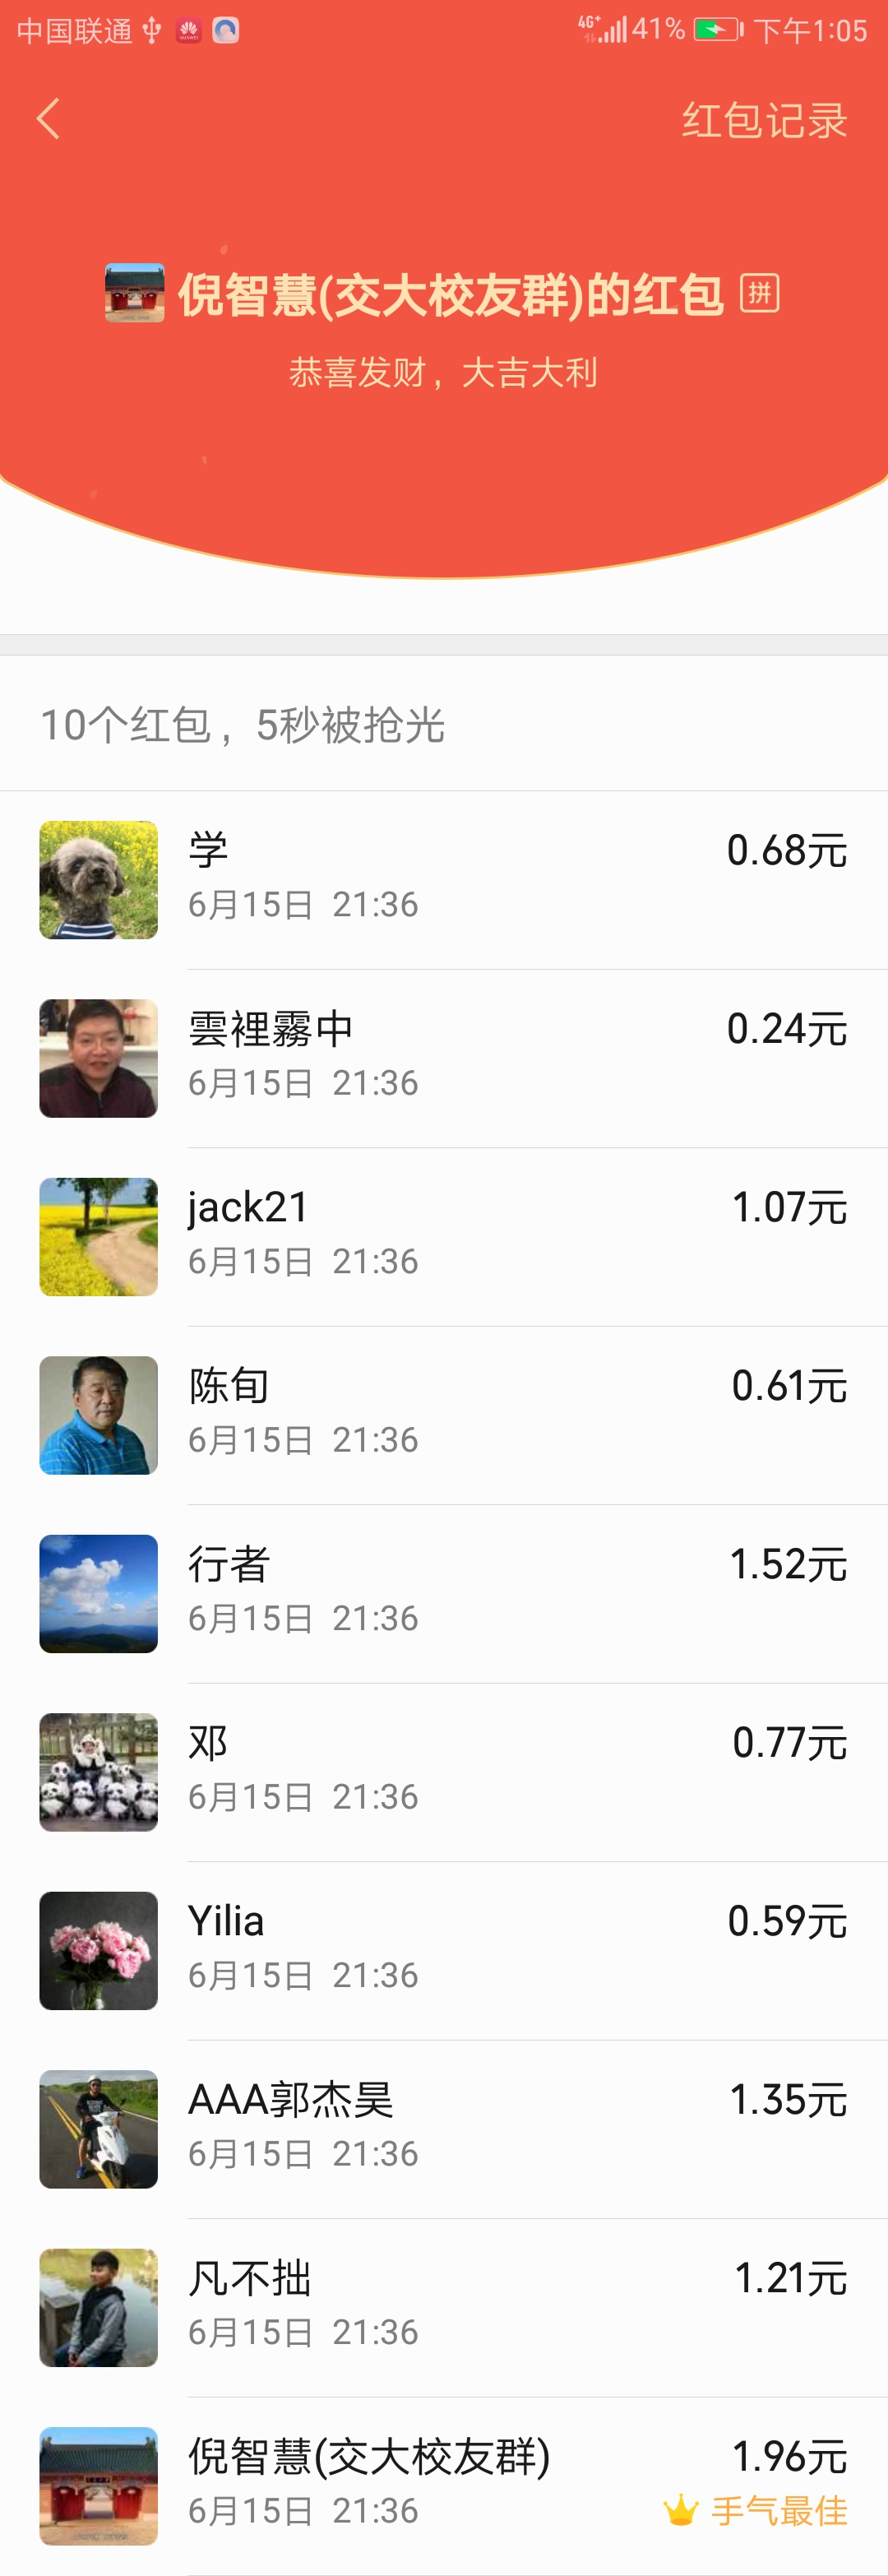 中国联通 4G+ 41% 下午1:05
红包记录
倪智慧(交大校友群)的红包 拼
恭喜发财，大吉大利
10个红包，5秒被抢光
学 0.68元
6月15日 21:36
雲裡霧中 0.24元
6月15日 21:36
jack21 1.07元
6月15日 21:36
陈旬 0.61元
6月15日 21:36
行者 1.52元
6月15日 21:36
邓 0.77元
6月15日 21:36
Yilia 0.59元
6月15日 21:36
AAA郭杰昊 1.35元
6月15日 21:36
凡不拙 1.21元
6月15日 21:36
倪智慧(交大校友群) 1.96元
6月15日 21:36 手气最佳